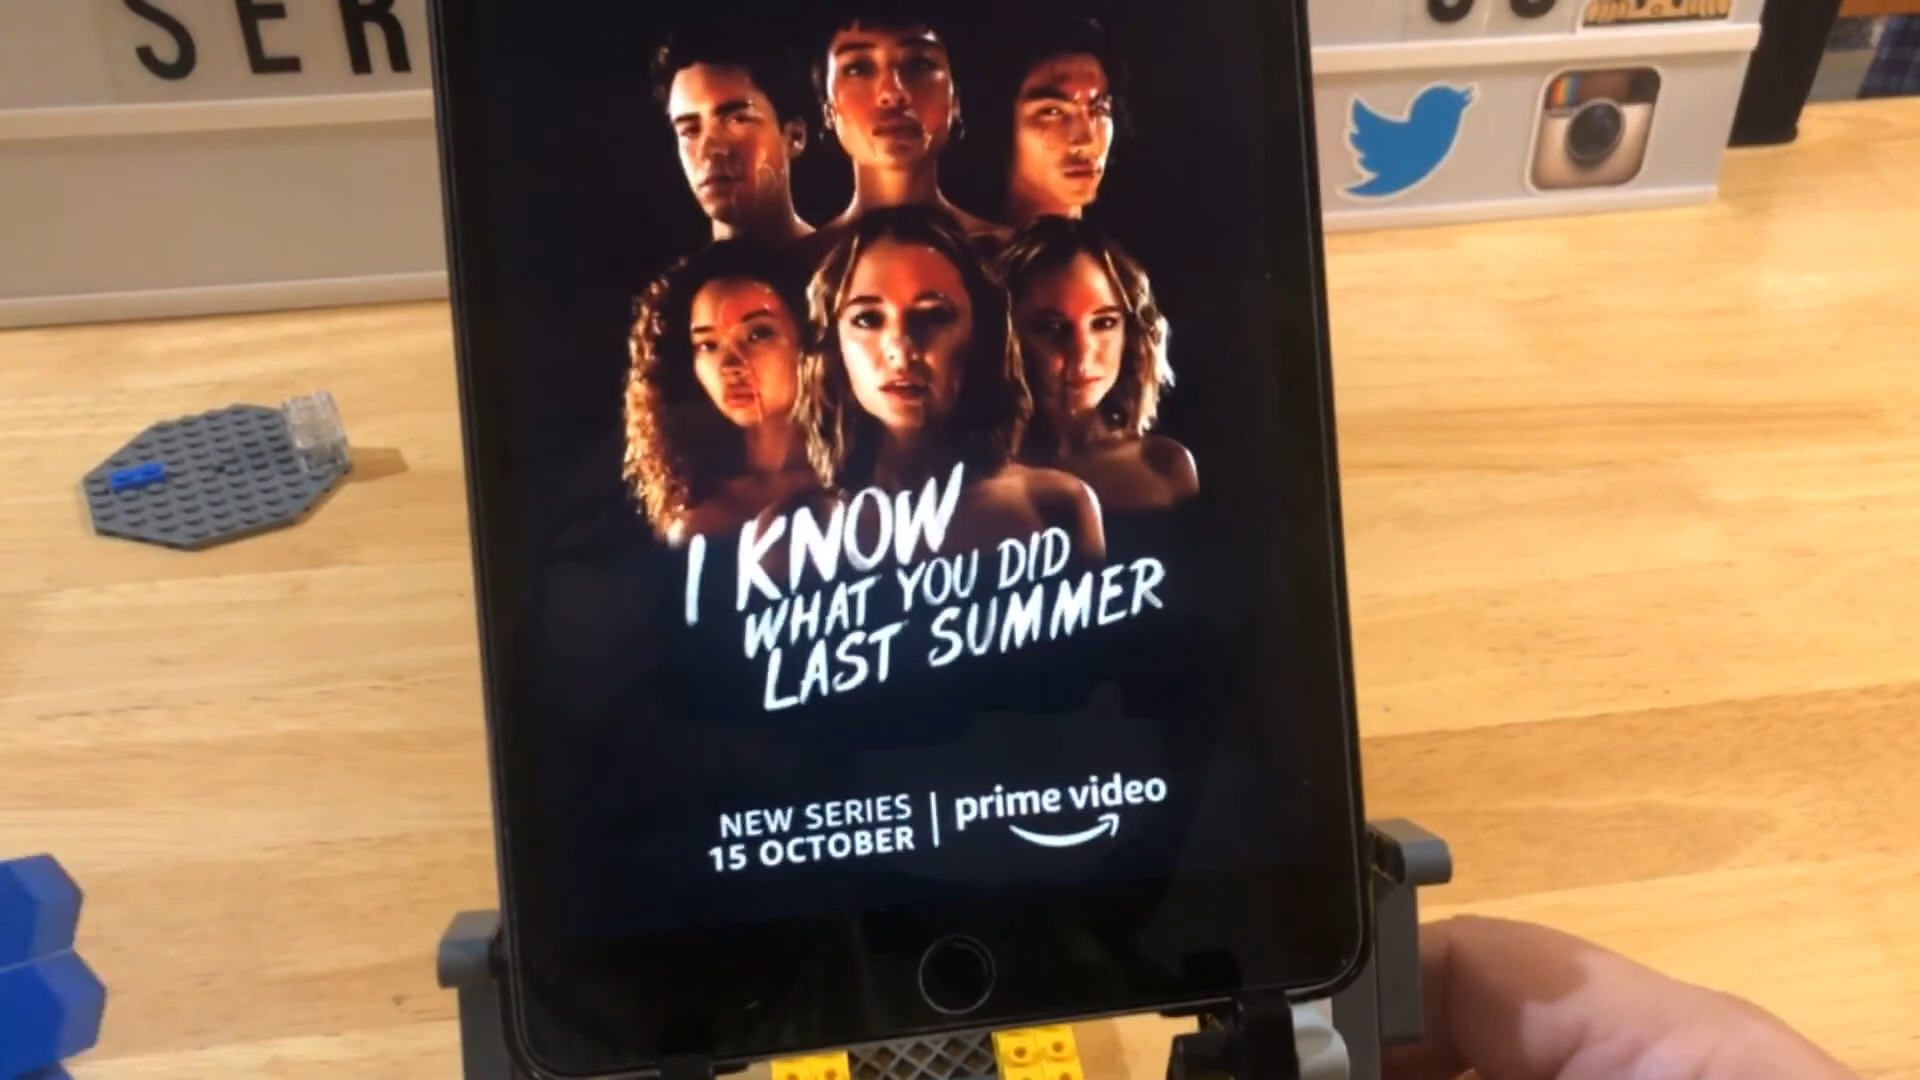 SER
I KNOW
WHAT YOU DID
LAST SUMMER
NEW SERIES
15 OCTOBER
prime video